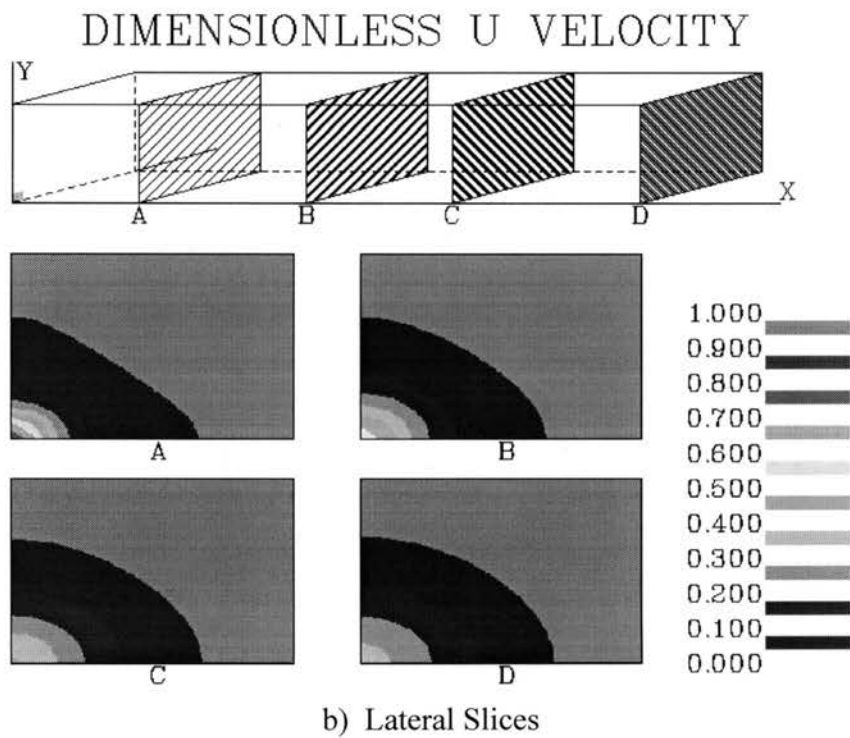 DIMENSIONLESS U VELOCITY
Y
X
A
B
C
D
A
B
C
D
1.000
0.900
0.800
0.700
0.600
0.500
0.400
0.300
0.200
0.100
0.000
b) Lateral Slices